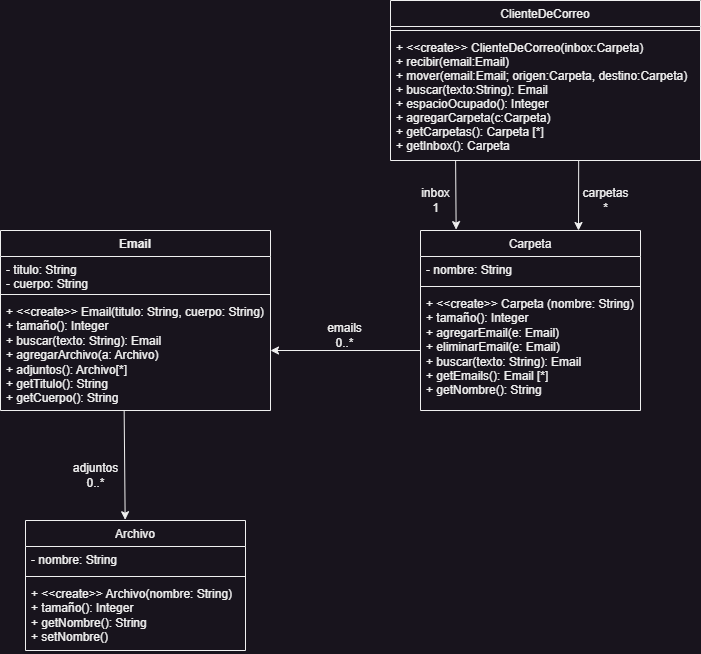 ClienteDeCorreo
+ <<create>> ClienteDeCorreo(inbox:Carpeta)
+ recibir(email:Email)
+ mover(email:Email; origen:Carpeta, destino:Carpeta)
+ buscar(texto:String): Email
+ espacioOcupado(): Integer
+ agregarCarpeta(c:Carpeta)
+ getCarpetas(): Carpeta [*]
+ getInbox(): Carpeta
inbox
1
carpetas
*
Email
- titulo: String
- cuerpo: String
+ <<create>> Email(titulo: String, cuerpo: String)
+ tamaño(): Integer
+ buscar(texto: String): Email
+ agregarArchivo(a: Archivo)
+ adjuntos(): Archivo[*]
+ getTitulo(): String
+ getCuerpo(): String
emails
0..*
Carpeta
- nombre: String
+ <<create>> Carpeta (nombre: String)
+ tamaño(): Integer
+ agregarEmail(e: Email)
+ eliminarEmail(e: Email)
+ buscar(texto: String): Email
+ getEmails(): Email [*]
+ getNombre(): String
adjuntos
0..*
Archivo
- nombre: String
+ <<create>> Archivo(nombre: String)
+ tamaño(): Integer
+ getNombre(): String
+ setNombre()